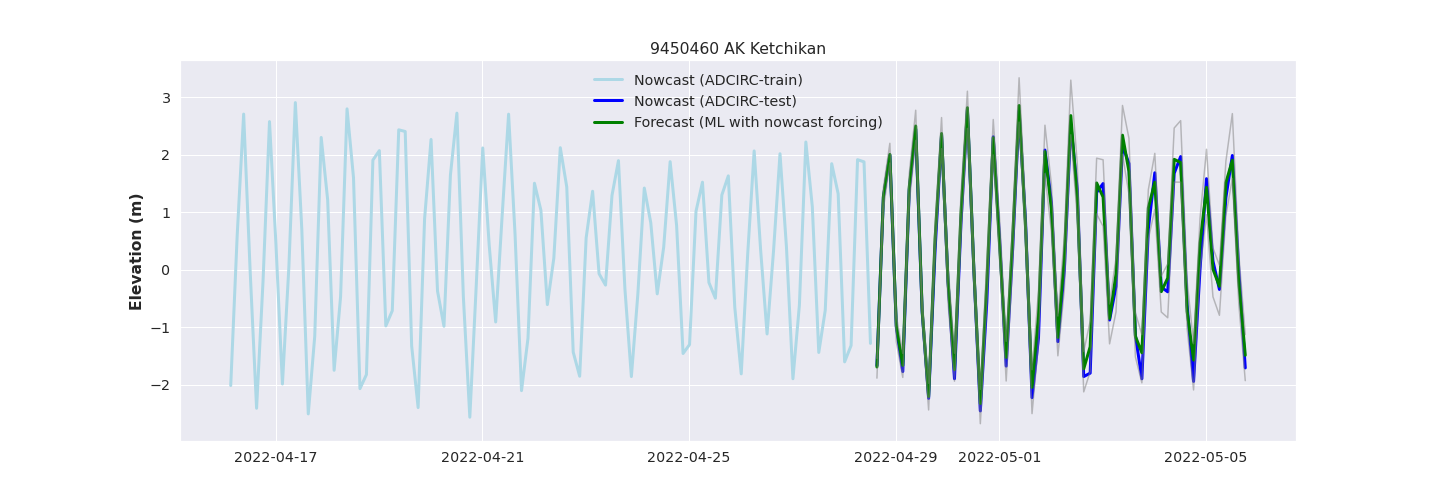 9450460 AK Ketchikan
Nowcast (ADCIRC-train)
Nowcast (ADCIRC-test)
Forecast (ML with nowcast forcing)
Elevation (m)
3
2
1
0
−1
−2
2022-04-17
2022-04-21
2022-04-25
2022-04-29
2022-05-01
2022-05-05